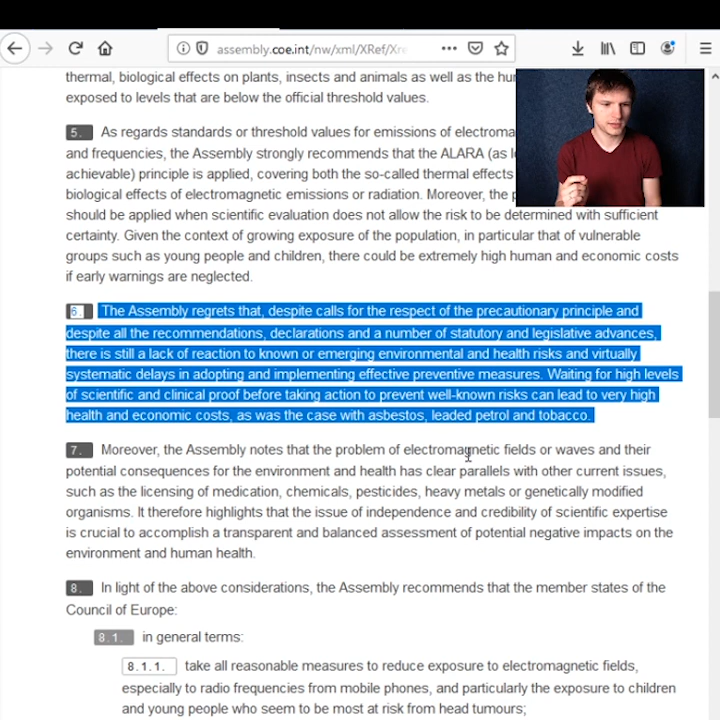 assembly.coe.int/nw/xml/XRef/X
thermal, biological effects on plants, insects and animals as well as the
exposed to levels that are below the official threshold values.
5. As regards standards or threshold values for emissions of
and frequencies, the Assembly strongly recommends that the ALARA (as
achievable) principle is applied, covering both the so-called thermal effects
biological effects of electromagnetic emissions or radiation. Moreover, the
should be applied when scientific evaluation does not allow the risk to be determined with sufficient
certainty. Given the context of growing exposure of the population, in particular that of vulnerable
groups such as young people and children, there could be extremely high human and economic costs
if early warnings are neglected.
6. The Assembly regrets that, despite calls for the respect of the precautionary principle and
despite all the recommendations, declarations and a number of statutory and legislative advances,
there is still a lack of reaction to known or emerging environmental and health risks and virtually
systematic delays in adopting and implementing effective preventive measures. Waiting for high levels
of scientific and clinical proof before taking action to prevent well-known risks can lead to very high
health and economic costs, as was the case with asbestos, leaded petrol and tobacco.
7. Moreover, the Assembly notes that the problem of electromagnetic fields or waves and their
potential consequences for the environment and health has clear parallels with other current issues,
such as the licensing of medication, chemicals, pesticides, heavy metals or genetically modified
organisms. It therefore highlights that the issue of independence and credibility of scientific expertise
is crucial to accomplish a transparent and balanced assessment of potential negative impacts on the
environment and human health.
8. In light of the above considerations, the Assembly recommends that the member states of the
Council of Europe:
8.1. in general terms:
8.1.1. take all reasonable measures to reduce exposure to electromagnetic fields,
especially to radio frequencies from mobile phones, and particularly the exposure to children
and young people who seem to be most at risk from head tumours;